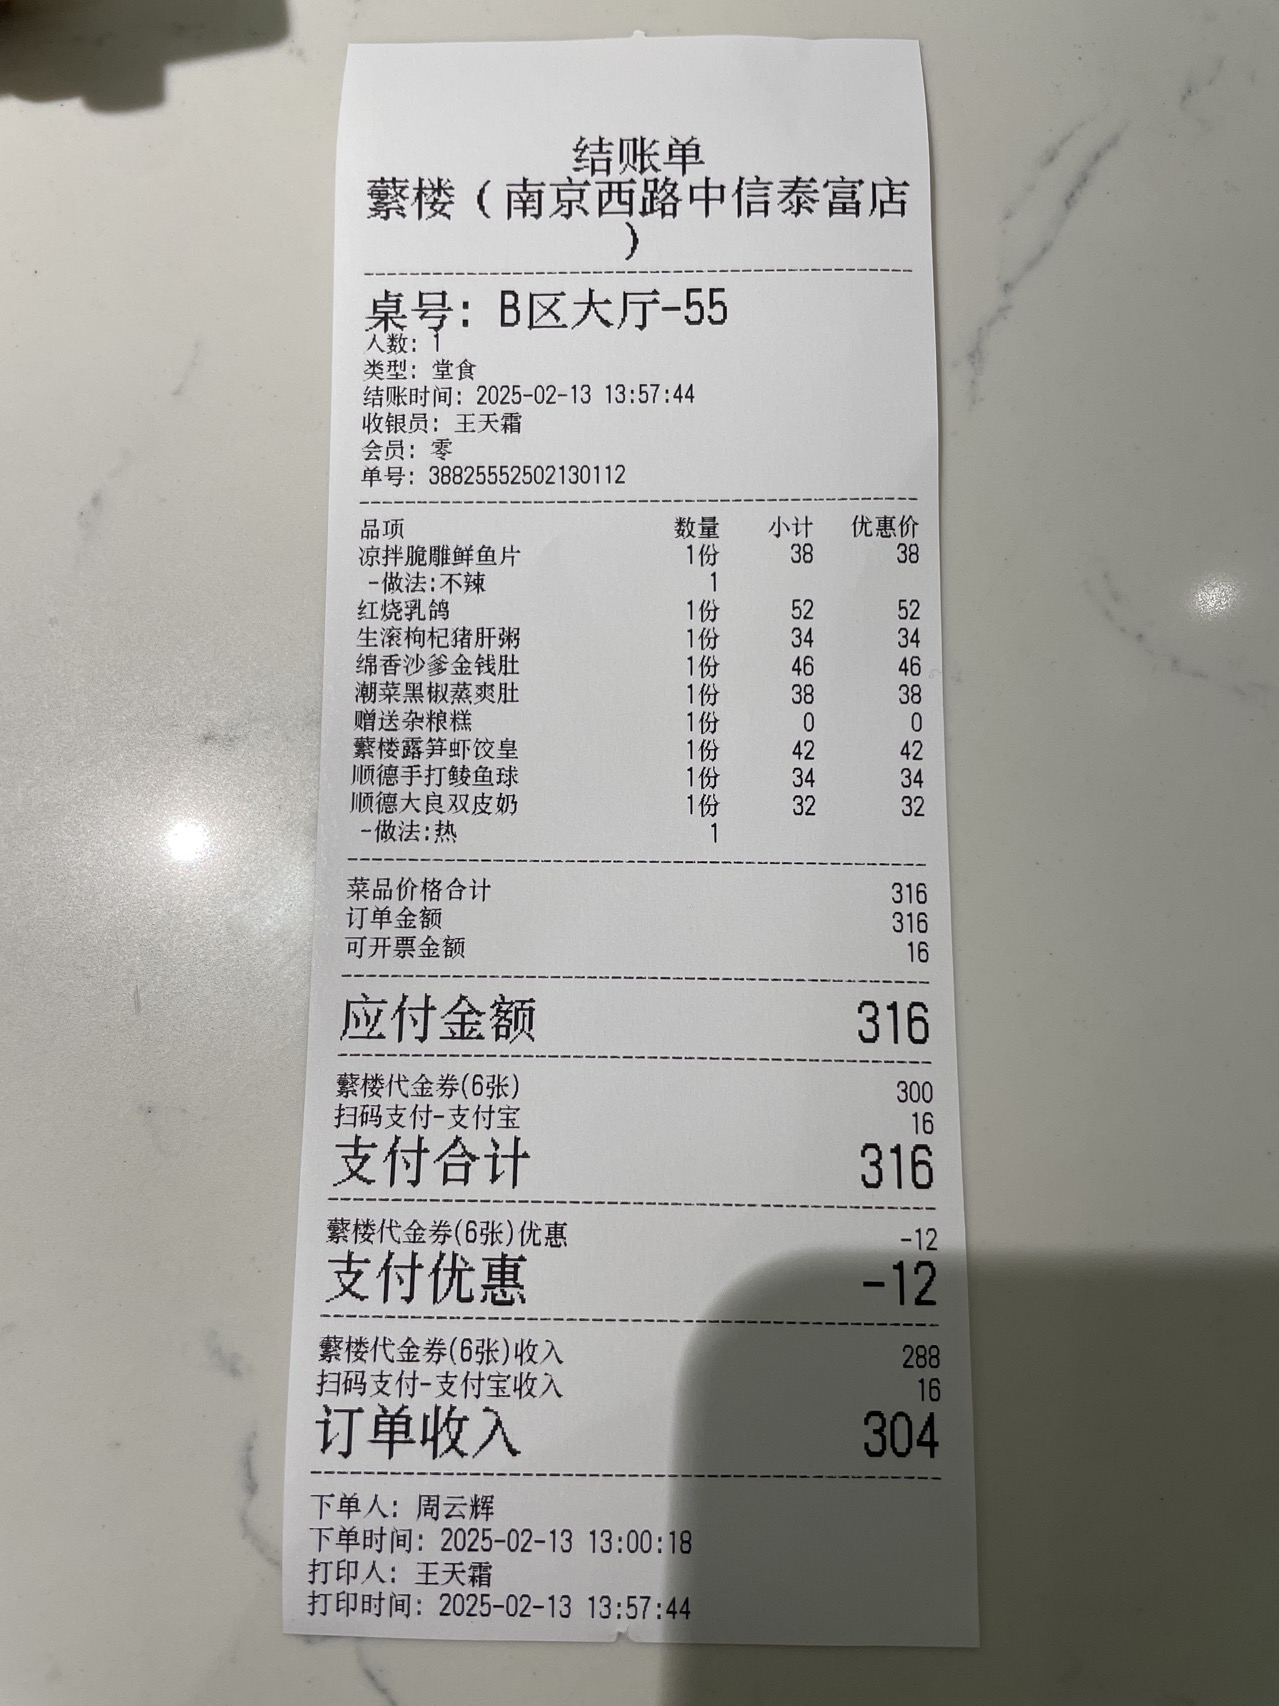 结账单
蘩楼（南京西路中信泰富店
）
桌号：B区大厅-55
人数：1
类型：堂食
结账时间：2025-02-13 13:57:44
收银员：王天霜
会员：零
单号：38825552502130112
品项 数量 小计 优惠价
凉拌脆雕鲜鱼片 1份 38 38
-做法:不辣 1
红烧乳鸽 1份 52 52
生滚枸杞猪肝粥 1份 34 34
绵香沙爹金钱肚 1份 46 46
潮菜黑椒蒸爽肚 1份 38 38
赠送杂粮糕 1份 0 0
蘩楼露笋虾饺皇 1份 42 42
顺德手打鲮鱼球 1份 34 34
顺德大良双皮奶 1份 32 32
-做法:热 1
菜品价格合计 316
订单金额 316
可开票金额 16
应付金额 316
蘩楼代金券(6张) 300
扫码支付-支付宝 16
支付合计 316
蘩楼代金券(6张)优惠 -12
支付优惠 -12
蘩楼代金券(6张)收入 288
扫码支付-支付宝收入 16
订单收入 304
下单人：周云辉
下单时间：2025-02-13 13:00:18
打印人：王天霜
打印时间：2025-02-13 13:57:44